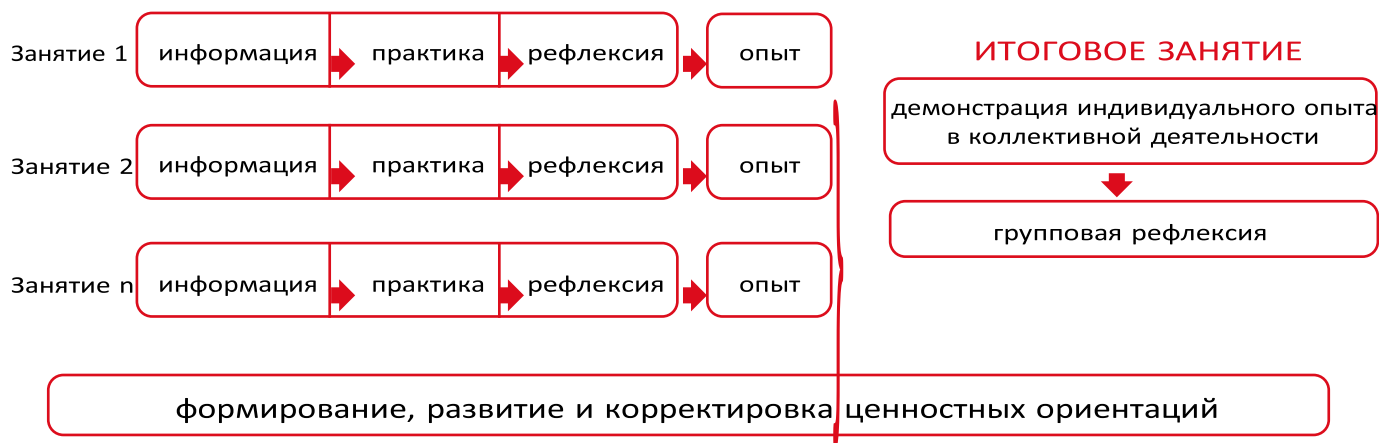 Занятие 1 информация практика рефлексия опыт
Занятие 2 информация практика рефлексия опыт
Занятие n информация практика рефлексия опыт
ИТОГОВОЕ ЗАНЯТИЕ
демонстрация индивидуального опыта
в коллективной деятельности
групповая рефлексия
формирование, развитие и корректировка ценностных ориентаций